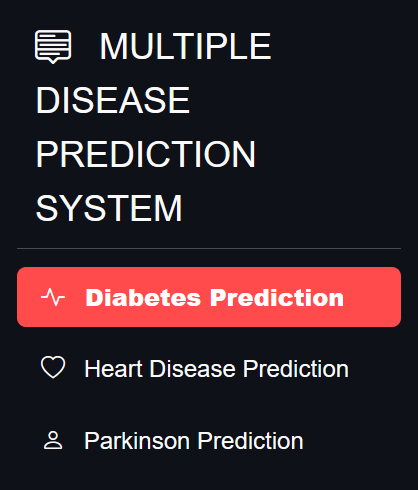 MULTIPLE
DISEASE
PREDICTION
SYSTEM
Diabetes Prediction
Heart Disease Prediction
Parkinson Prediction